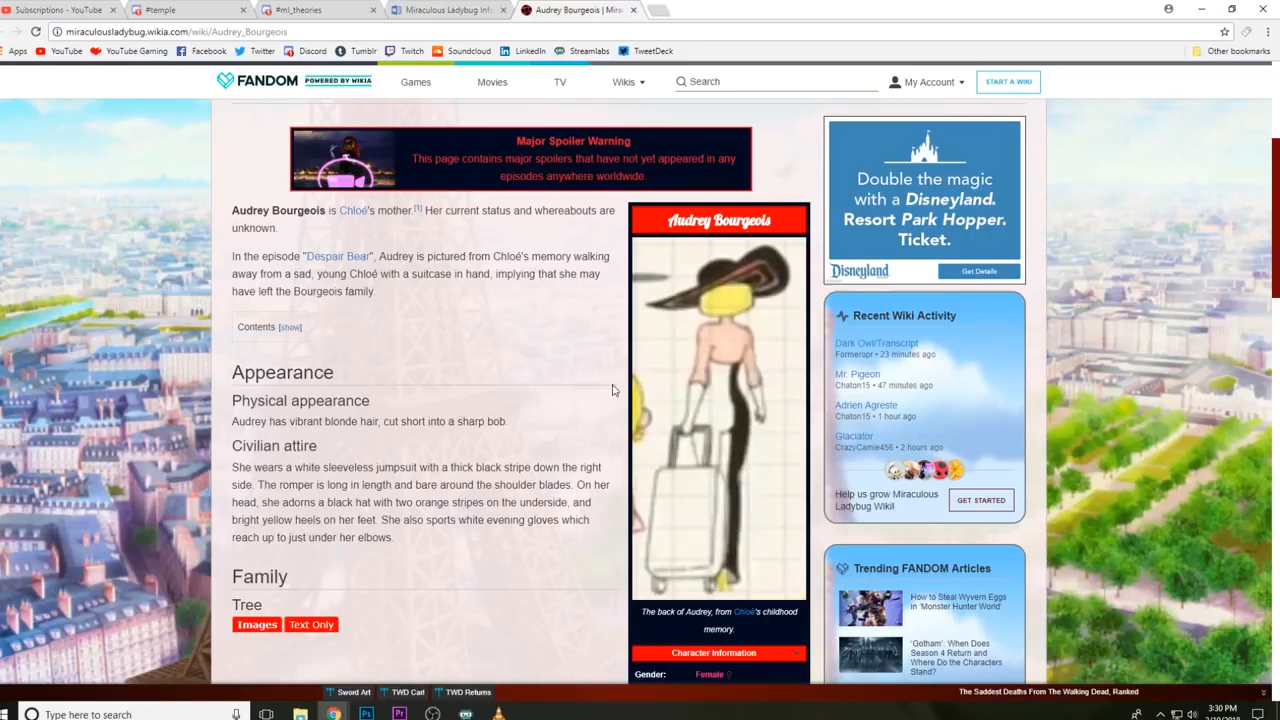 Subscriptions - YouTube
#temple
#ml_theories
Miraculous Ladybug Info
Audrey Bourgeois | Mira
miraculousladybug.wikia.com/wiki/Audrey_Bourgeois
Apps YouTube YouTube Gaming Facebook Twitter Discord Tumblr Twitch Soundcloud LinkedIn Streamlabs TweetDeck Other bookmarks
FANDOM POWERED BY WIKIA Games Movies TV Wikis Search My Account START A WIKI
Major Spoiler Warning
This page contains major spoilers that have not yet appeared in any
episodes anywhere worldwide.
Audrey Bourgeois is Chloé's mother.[1] Her current status and whereabouts are
unknown.
In the episode "Despair Bear", Audrey is pictured from Chloé's memory walking
away from a sad, young Chloé with a suitcase in hand, implying that she may
have left the Bourgeois family.
Contents [show]
Appearance
Physical appearance
Audrey has vibrant blonde hair, cut short into a sharp bob.
Civilian attire
She wears a white sleeveless jumpsuit with a thick black stripe down the right
side. The romper is long in length and bare around the shoulder blades. On her
head, she adorns a black hat with two orange stripes on the underside, and
bright yellow heels on her feet. She also sports white evening gloves which
reach up to just under her elbows.
Family
Tree
Images Text Only
Audrey Bourgeois
The back of Audrey, from Chloé's childhood
memory.
Character Information
Gender: Female ♀
Double the magic
with a Disneyland®
Resort Park Hopper®
Ticket.
Disneyland
Get Details
Recent Wiki Activity
Dark Owl/Transcript
Formeropr • 23 minutes ago
Mr. Pigeon
Chaton15 • 47 minutes ago
Adrien Agreste
Chaton15 • 1 hour ago
Glaciator
CrazyCamie456 • 2 hours ago
Help us grow Miraculous
Ladybug Wiki!
GET STARTED
Trending FANDOM Articles
How to Steal Wyvern Eggs
in 'Monster Hunter World'
'Gotham': When Does
Season 4 Return and
Where Do the Characters
Stand?
Sword Art TWD Carl TWD Returns
The Saddest Deaths From The Walking Dead, Ranked
Type here to search
3:30 PM